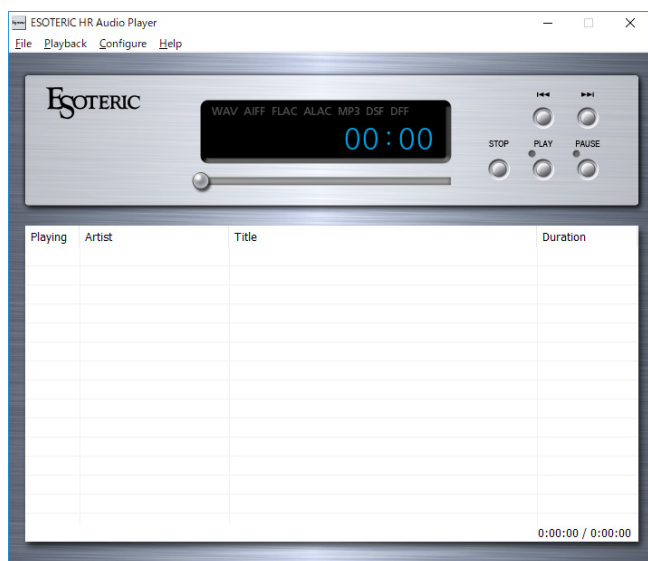 ESOTERIC HR Audio Player
File Playback Configure Help
ESOTERIC
WAV AIFF FLAC ALAC MP3 DSF DFF
00:00
STOP PLAY PAUSE
Playing Artist Title Duration
0:00:00 / 0:00:00